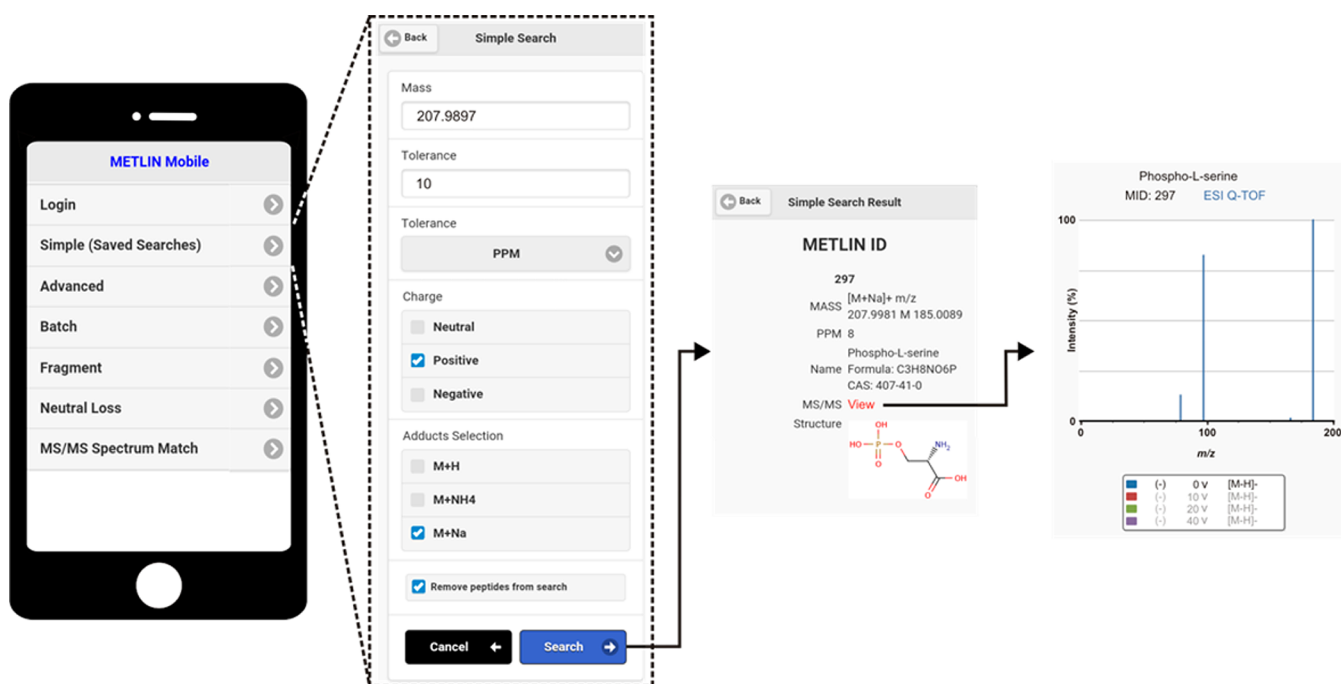 METLIN Mobile
Login
Simple (Saved Searches)
Advanced
Batch
Fragment
Neutral Loss
MS/MS Spectrum Match
Back Simple Search
Mass
207.9897
Tolerance
10
Tolerance
PPM
Charge
Neutral
Positive
Negative
Adducts Selection
M+H
M+NH4
M+Na
Remove peptides from search
Cancel Search
Back Simple Search Result
METLIN ID
297
MASS [M+Na]+ m/z
207.9981 M 185.0089
PPM 8
Phospho-L-serine
Name Formula: C3H8NO6P
CAS: 407-41-0
MS/MS View
Structure
OH
HO P O NH2
O
OH
O
Phospho-L-serine
MID: 297 ESI Q-TOF
100
Intensity (%)
0
0 100 200
m/z
(-) 0 v [M-H]-
(-) 10 v [M-H]-
(-) 20 v [M-H]-
(-) 40 v [M-H]-